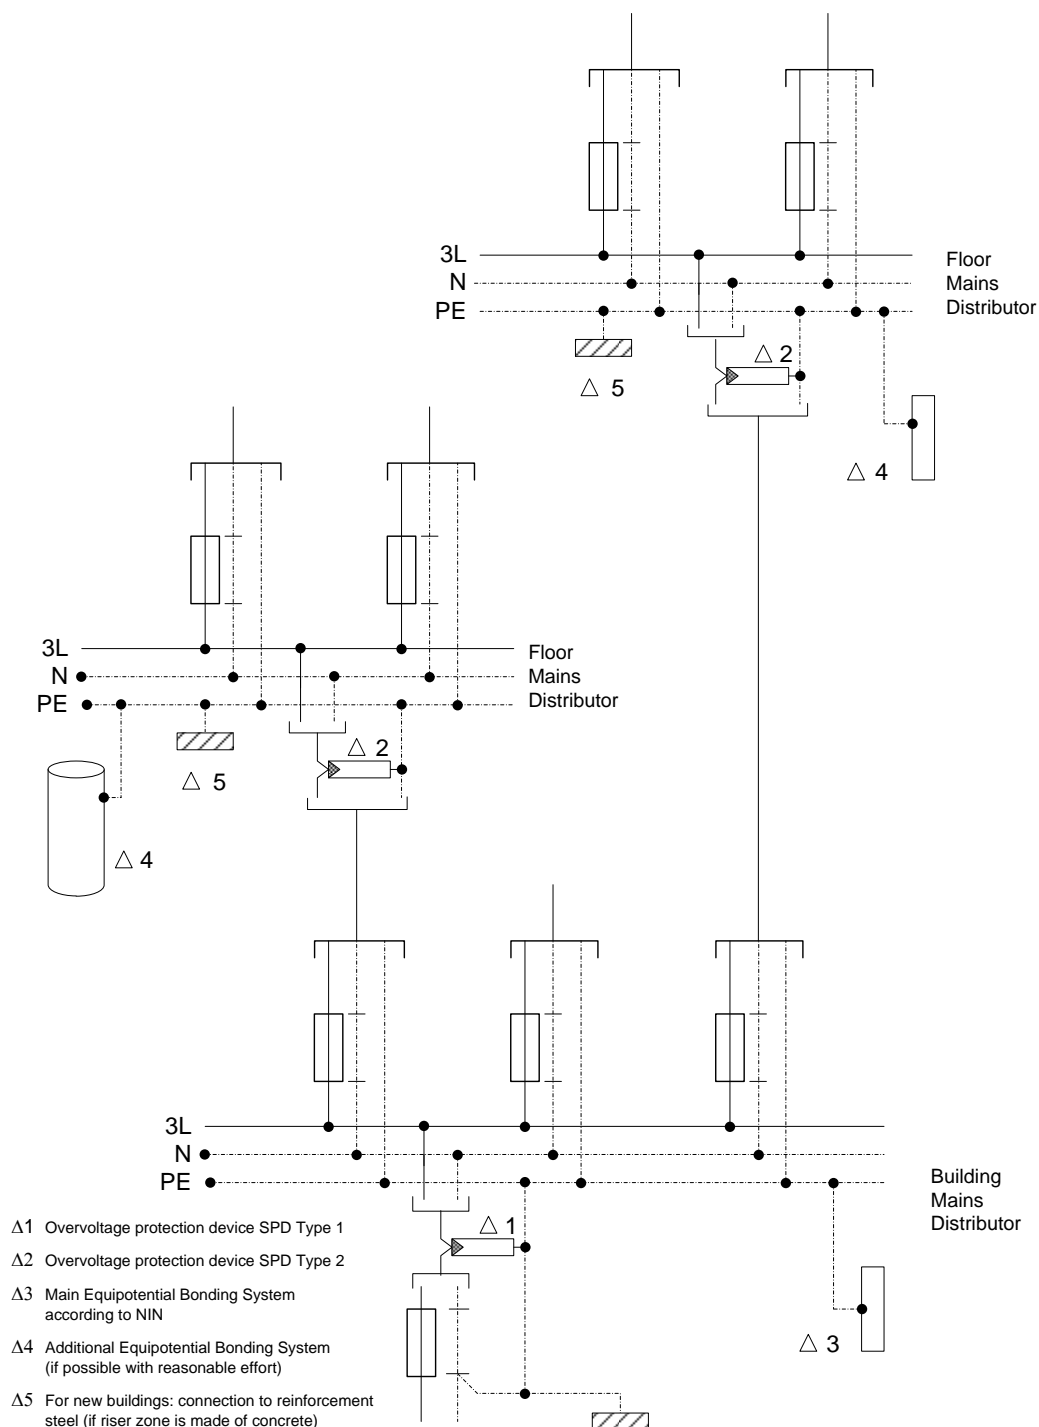 3L
N
PE
Floor
Mains
Distributor
△ 2
△ 5
△ 4
3L
N
PE
Floor
Mains
Distributor
△ 2
△ 5
△ 4
3L
N
PE
Building
Mains
Distributor
△ 1
△ 3
Δ1 Overvoltage protection device SPD Type 1
Δ2 Overvoltage protection device SPD Type 2
Δ3 Main Equipotential Bonding System
according to NIN
Δ4 Additional Equipotential Bonding System
(if possible with reasonable effort)
Δ5 For new buildings: connection to reinforcement
steel (if riser zone is made of concrete)